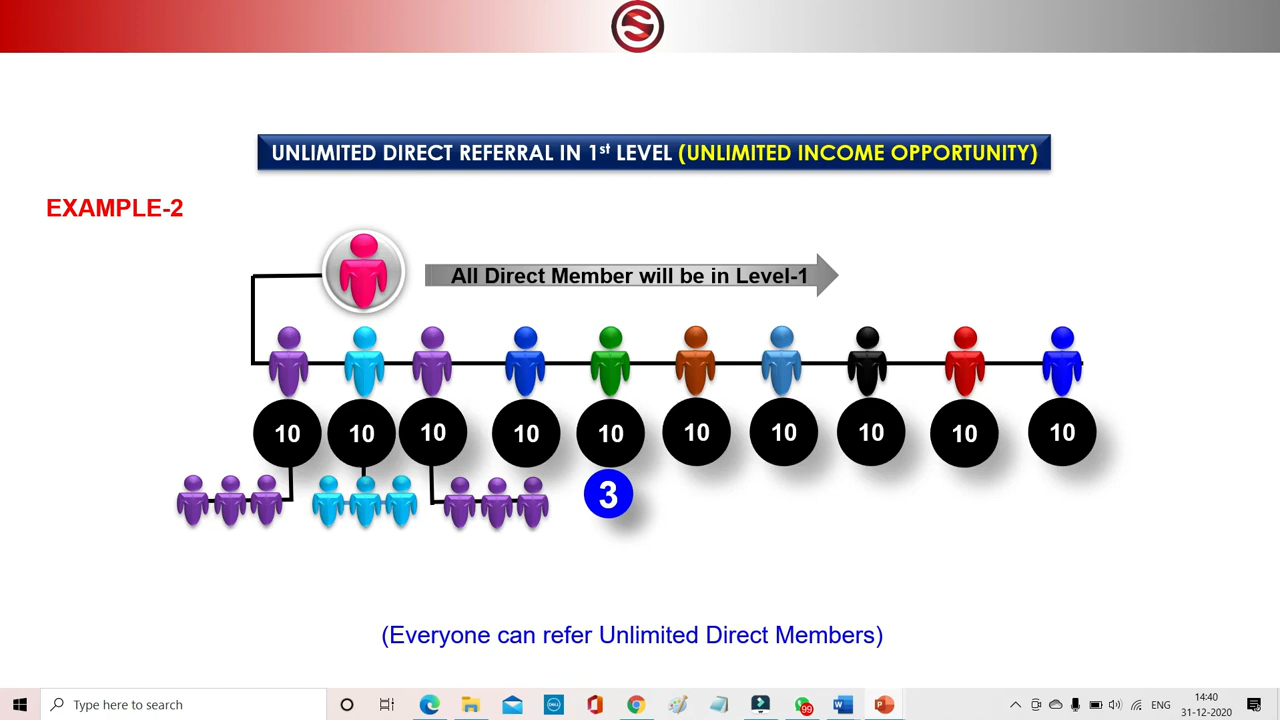 S
UNLIMITED DIRECT REFERRAL IN 1st LEVEL (UNLIMITED INCOME OPPORTUNITY)
EXAMPLE-2
All Direct Member will be in Level-1
10 10 10 10 10 10 10 10 10 10
3
(Everyone can refer Unlimited Direct Members)
Type here to search
DELL
99
W
P
ENG
14:40
31-12-2020